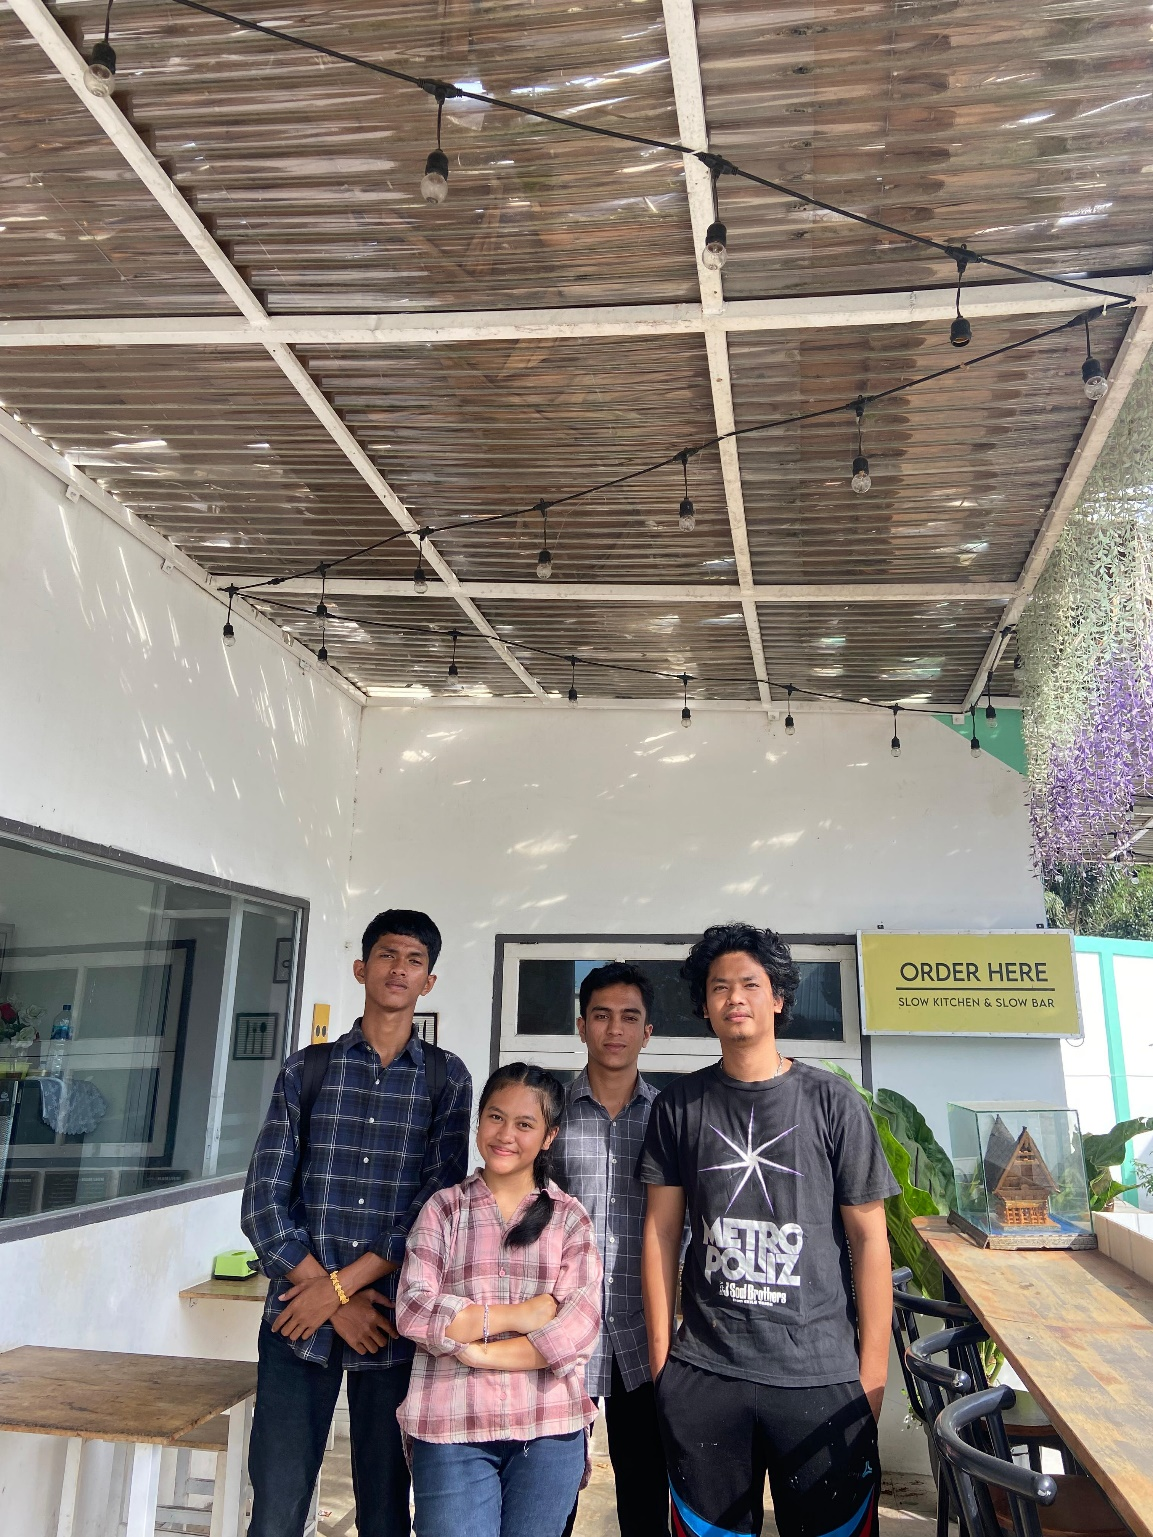 ORDER HERE
SLOW KITCHEN & SLOW BAR
METRO
POLIZ
J Soul Brothers